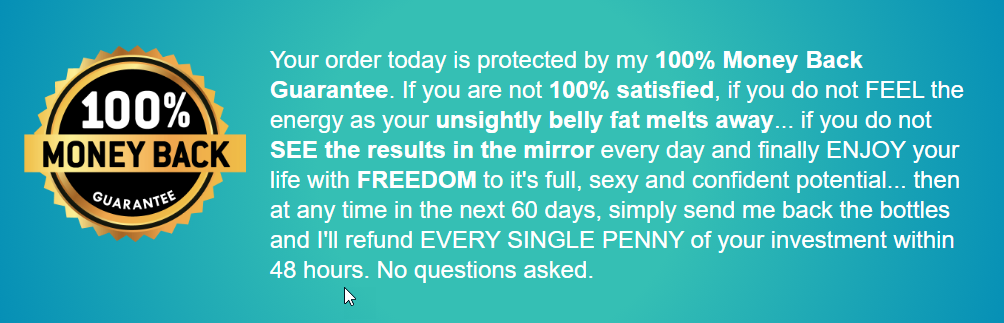 100%
MONEY BACK
GUARANTEE
Your order today is protected by my 100% Money Back
Guarantee. If you are not 100% satisfied, if you do not FEEL the
energy as your unsightly belly fat melts away... if you do not
SEE the results in the mirror every day and finally ENJOY your
life with FREEDOM to it's full, sexy and confident potential... then
at any time in the next 60 days, simply send me back the bottles
and I'll refund EVERY SINGLE PENNY of your investment within
48 hours. No questions asked.